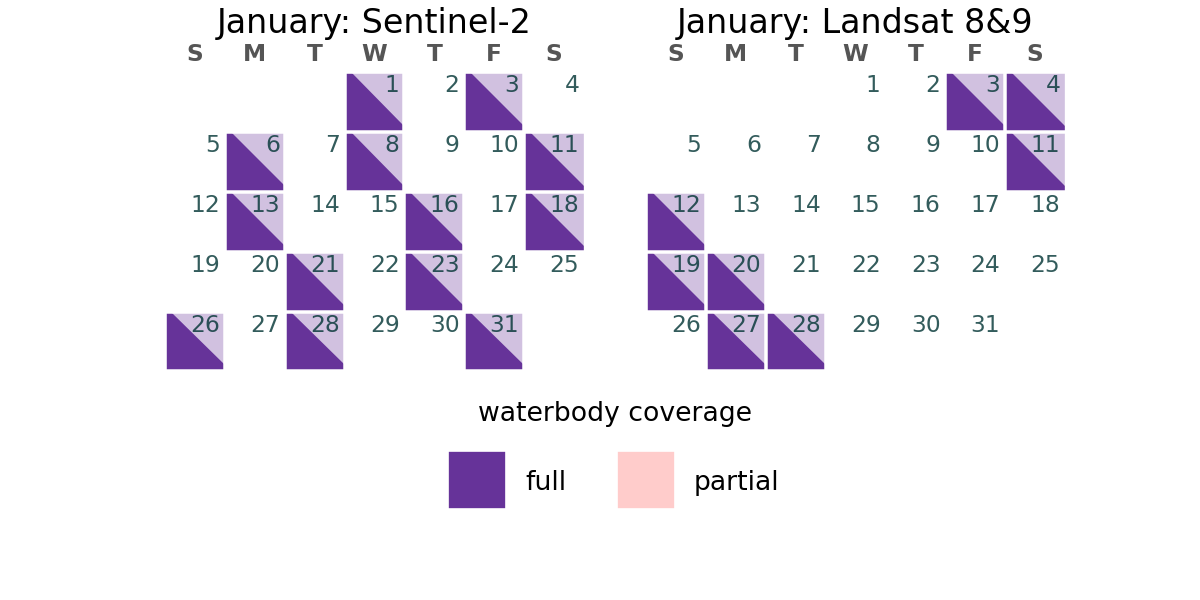 January: Sentinel-2
S M T W T F S
1 2 3 4
5 6 7 8 9 10 11
12 13 14 15 16 17 18
19 20 21 22 23 24 25
26 27 28 29 30 31
January: Landsat 8&9
S M T W T F S
1 2 3 4
5 6 7 8 9 10 11
12 13 14 15 16 17 18
19 20 21 22 23 24 25
26 27 28 29 30 31
waterbody coverage
full partial